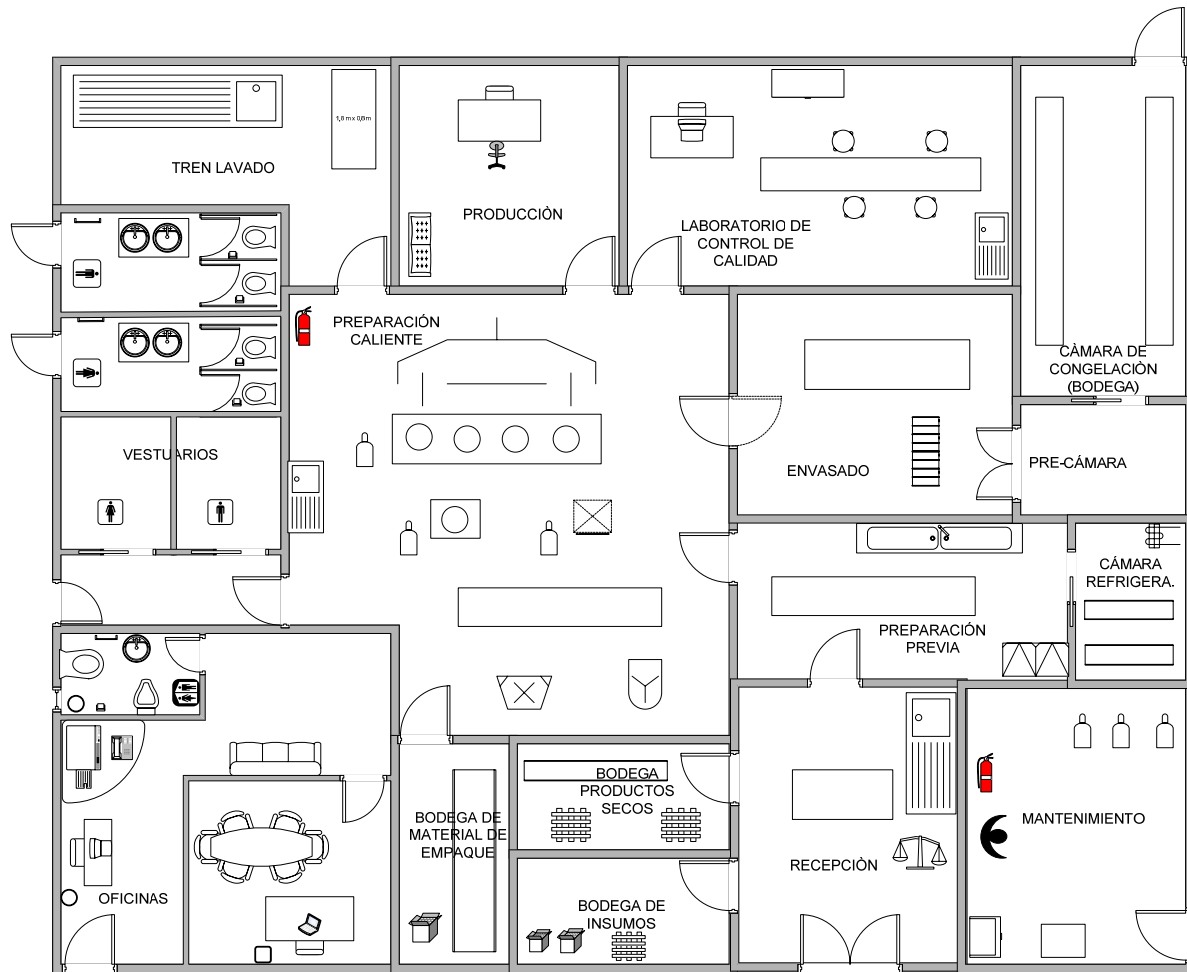 1,8 m x 0,6m
TREN LAVADO
PRODUCCIÒN
LABORATORIO DE
CONTROL DE
CALIDAD
PREPARACIÓN
CALIENTE
CÀMARA DE
CONGELACIÒN
(BODEGA)
VESTUARIOS
ENVASADO
PRE-CÁMARA
CÁMARA
REFRIGERA.
PREPARACIÓN
PREVIA
BODEGA
PRODUCTOS
SECOS
BODEGA DE
MATERIAL DE
EMPAQUE
MANTENIMIENTO
RECEPCIÒN
OFICINAS
BODEGA DE
INSUMOS